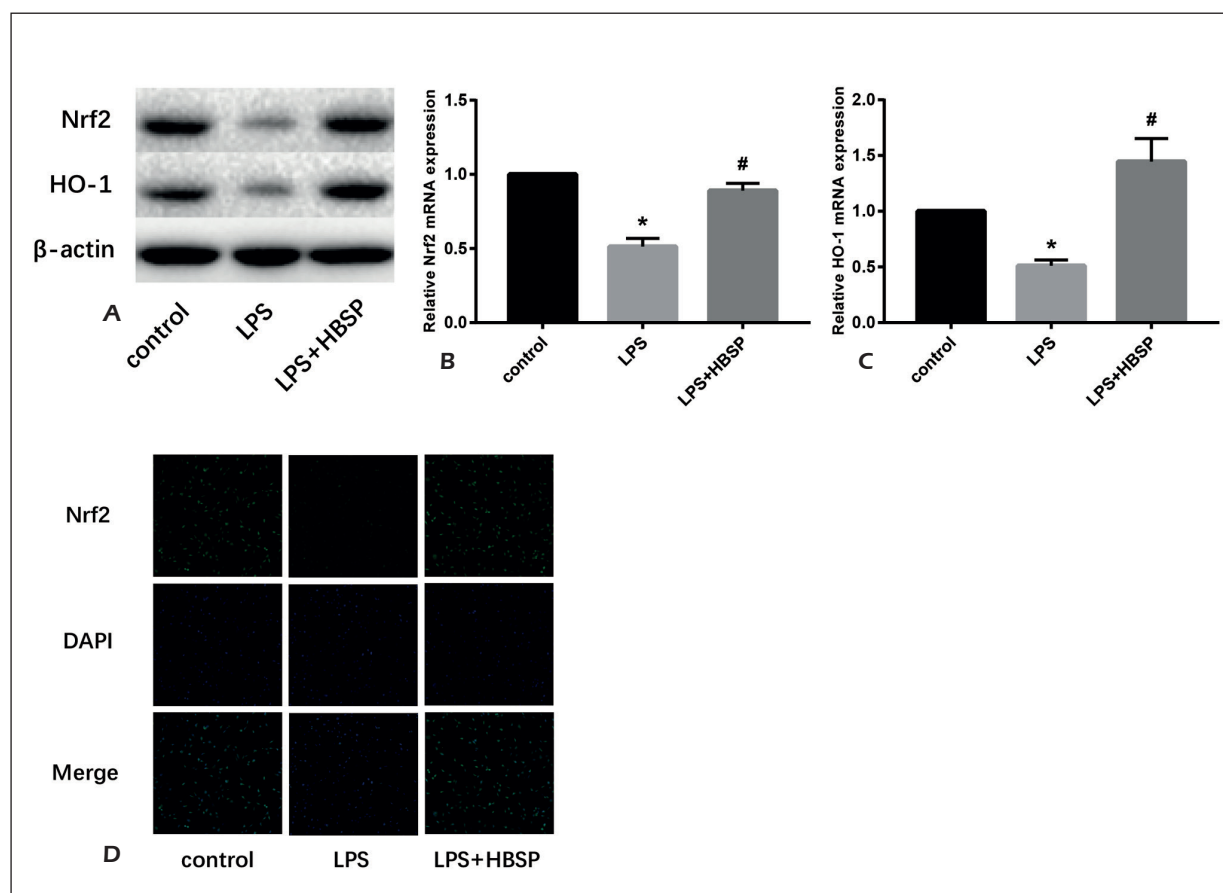 Nrf2
HO-1
β-actin
A
control
LPS
LPS+HBSP
Relative Nrf2 mRNA expression
1.5
1.0
0.5
0.0
*
#
B
control
LPS
LPS+HBSP
Relative HO-1 mRNA expression
2.0
1.5
1.0
0.5
0.0
*
#
C
control
LPS
LPS+HBSP
Nrf2
DAPI
Merge
D
control
LPS
LPS+HBSP